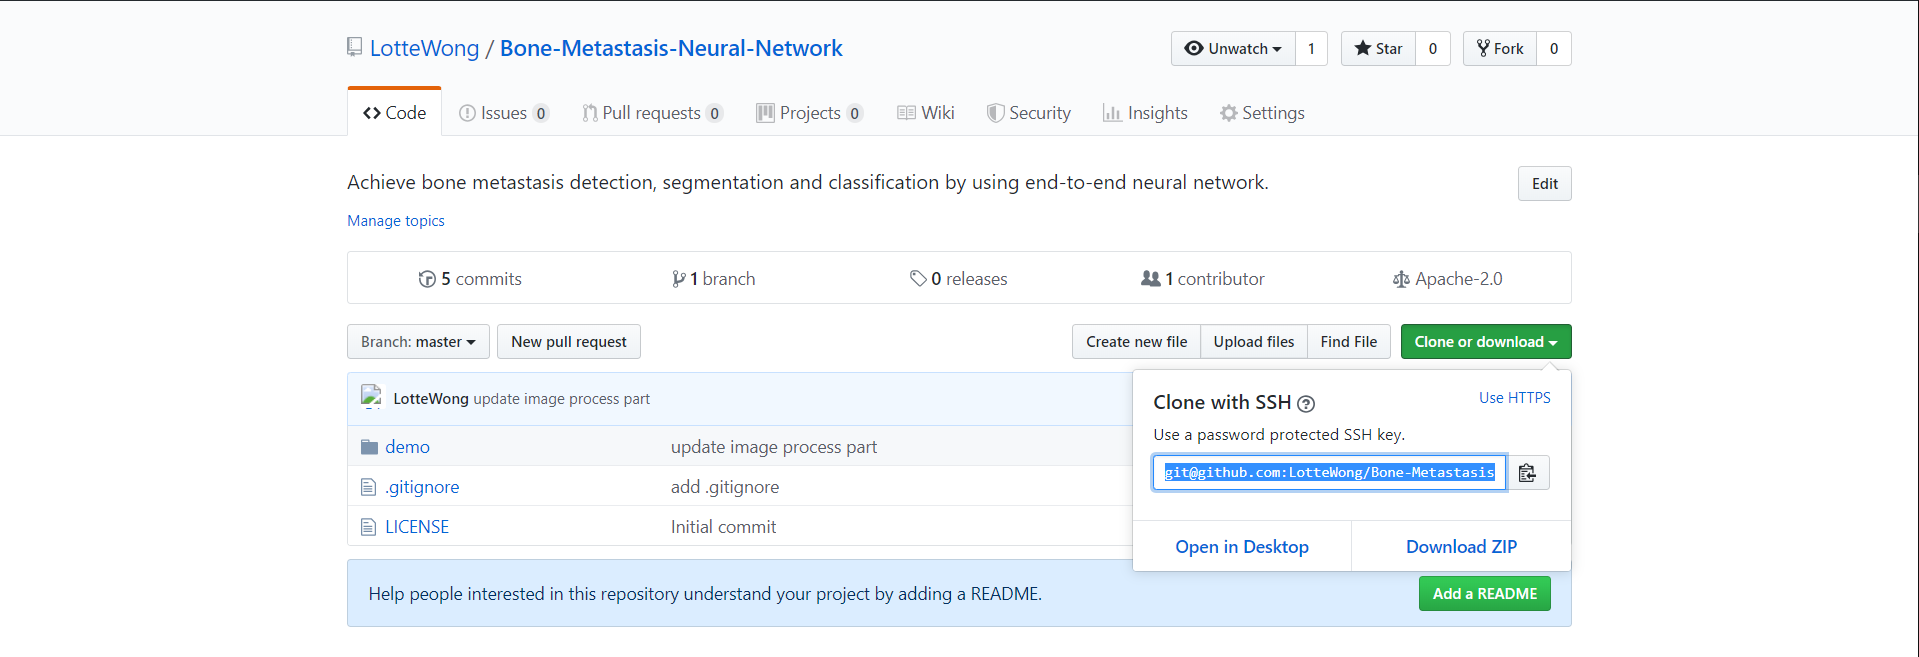 LotteWong / Bone-Metastasis-Neural-Network
Unwatch 1 Star 0 Fork 0
Code Issues 0 Pull requests 0 Projects 0 Wiki Security Insights Settings
Achieve bone metastasis detection, segmentation and classification by using end-to-end neural network.
Edit
Manage topics
5 commits 1 branch 0 releases 1 contributor Apache-2.0
Branch: master New pull request Create new file Upload files Find File Clone or download
LotteWong update image process part
demo update image process part
.gitignore add .gitignore
LICENSE Initial commit
Clone with SSH Use HTTPS
Use a password protected SSH key.
git@github.com:LotteWong/Bone-Metastasis
Open in Desktop Download ZIP
Help people interested in this repository understand your project by adding a README.
Add a README